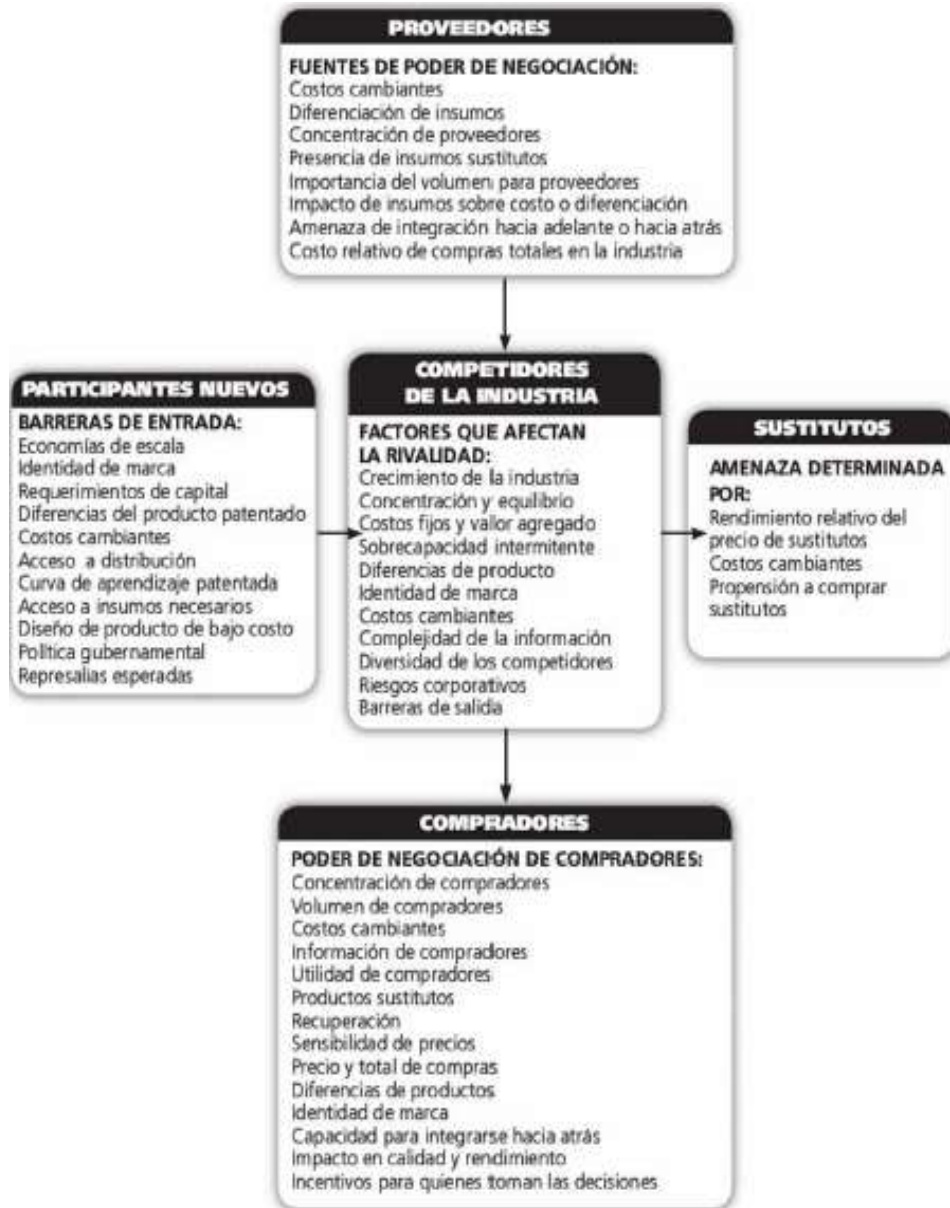 PROVEEDORES
FUENTES DE PODER DE NEGOCIACIÓN:
Costos cambiantes
Diferenciación de insumos
Concentración de proveedores
Presencia de insumos sustitutos
Importancia del volumen para proveedores
Impacto de insumos sobre costo o diferenciación
Amenaza de integración hacia adelante o hacia atrás
Costo relativo de compras totales en la industria
PARTICIPANTES NUEVOS
BARRERAS DE ENTRADA:
Economías de escala
Identidad de marca
Requerimientos de capital
Diferencias del producto patentado
Costos cambiantes
Acceso a distribución
Curva de aprendizaje patentada
Acceso a insumos necesarios
Diseño de producto de bajo costo
Política gubernamental
Represalias esperadas
COMPETIDORES
DE LA INDUSTRIA
FACTORES QUE AFECTAN
LA RIVALIDAD:
Crecimiento de la industria
Concentración y equilibrio
Costos fijos y valor agregado
Sobrecapacidad intermitente
Diferencias de producto
Identidad de marca
Costos cambiantes
Complejidad de la información
Diversidad de los competidores
Riesgos corporativos
Barreras de salida
SUSTITUTOS
AMENAZA DETERMINADA
POR:
Rendimiento relativo del
precio de sustitutos
Costos cambiantes
Propensión a comprar
sustitutos
COMPRADORES
PODER DE NEGOCIACIÓN DE COMPRADORES:
Concentración de compradores
Volumen de compradores
Costos cambiantes
Información de compradores
Utilidad de compradores
Productos sustitutos
Recuperación
Sensibilidad de precios
Precio y total de compras
Diferencias de productos
Identidad de marca
Capacidad para integrarse hacia atrás
Impacto en calidad y rendimiento
Incentivos para quienes toman las decisiones